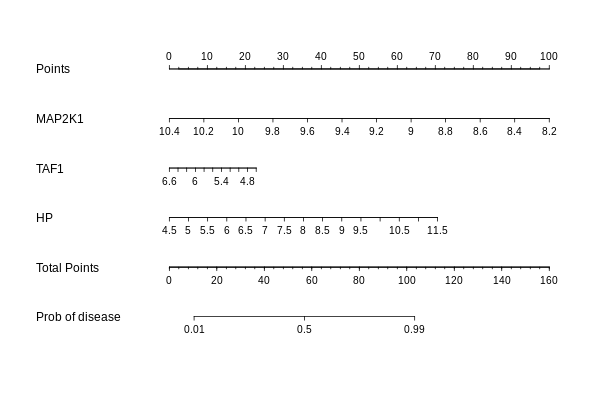 0 10 20 30 40 50 60 70 80 90 100
Points
MAP2K1
10.4 10.2 10 9.8 9.6 9.4 9.2 9 8.8 8.6 8.4 8.2
TAF1
6.6 6 5.4 4.8
HP
4.5 5 5.5 6 6.5 7 7.5 8 8.5 9 9.5 10.5 11.5
Total Points
0 20 40 60 80 100 120 140 160
Prob of disease
0.01 0.5 0.99